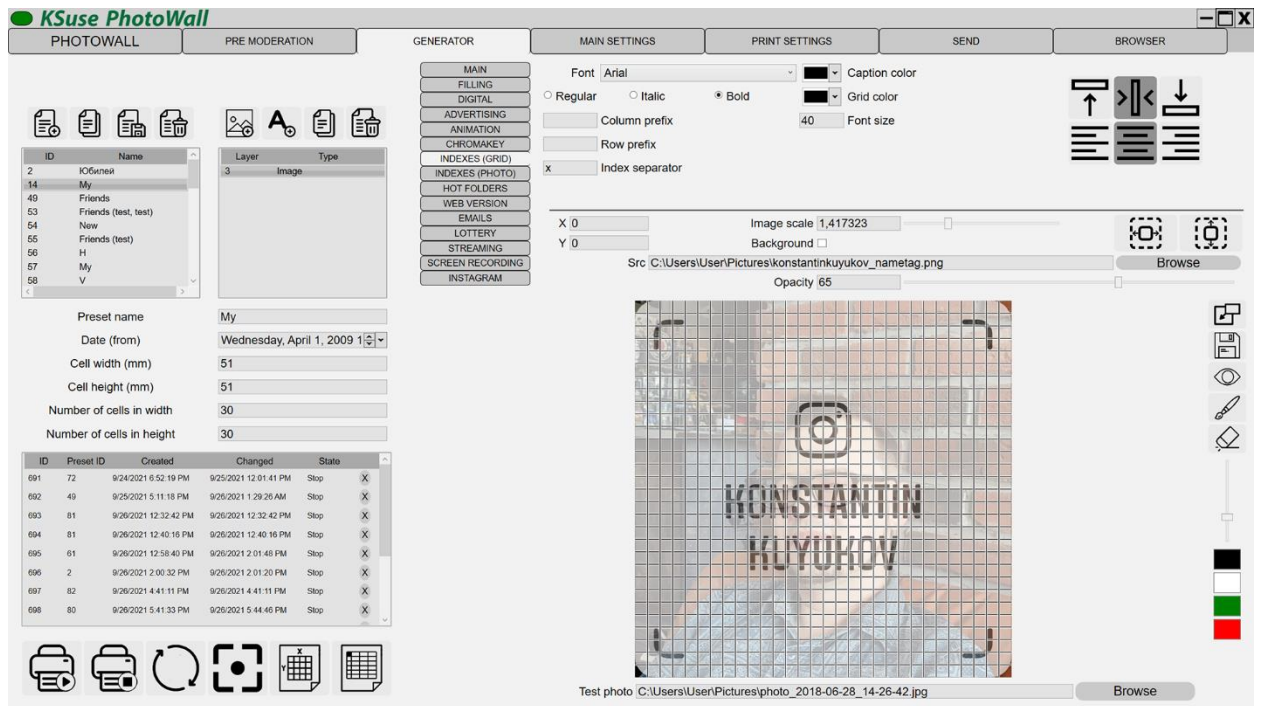 KSuse PhotoWall
X
PHOTOWALL PRE MODERATION GENERATOR MAIN SETTINGS PRINT SETTINGS SEND BROWSER
MAIN
FILLING
DIGITAL
ADVERTISING
ANIMATION
CHROMAKEY
INDEXES (GRID)
INDEXES (PHOTO)
HOT FOLDERS
WEB VERSION
EMAILS
LOTTERY
STREAMING
SCREEN RECORDING
INSTAGRAM
Font Arial Caption color
Regular Italic Bold Grid color
Column prefix 40 Font size
Row prefix
x Index separator
A
ID Name
2 Юбилей
14 My
49 Friends
53 Friends (test, test)
54 New
55 Friends (test)
56 H
57 My
58 V
Layer Type
3 Image
X 0 Image scale 1,417323
Y 0 Background
Src C:\Users\User\Pictures\konstantinkuyukov_nametag.png Browse
Opacity 65
Preset name My
Date (from) Wednesday, April 1, 2009 1
Cell width (mm) 51
Cell height (mm) 51
Number of cells in width 30
Number of cells in height 30
ID Preset ID Created Changed State
691 72 9/24/2021 6:52:19 PM 9/25/2021 12:01:41 PM Stop X
692 49 9/25/2021 5:11:18 PM 9/26/2021 1:29:26 AM Stop X
693 81 9/26/2021 12:32:42 PM 9/26/2021 12:32:42 PM Stop X
694 81 9/26/2021 12:40:16 PM 9/26/2021 12:40:16 PM Stop X
695 61 9/26/2021 12:58:40 PM 9/26/2021 2:01:48 PM Stop X
696 2 9/26/2021 2:00:32 PM 9/26/2021 2:01:20 PM Stop X
697 82 9/26/2021 4:41:11 PM 9/26/2021 4:41:11 PM Stop X
698 80 9/26/2021 5:41:33 PM 9/26/2021 5:44:46 PM Stop X
X
Y
KONSTANTIN
KUYUKOV
Test photo C:\Users\User\Pictures\photo_2018-06-28_14-26-42.jpg Browse